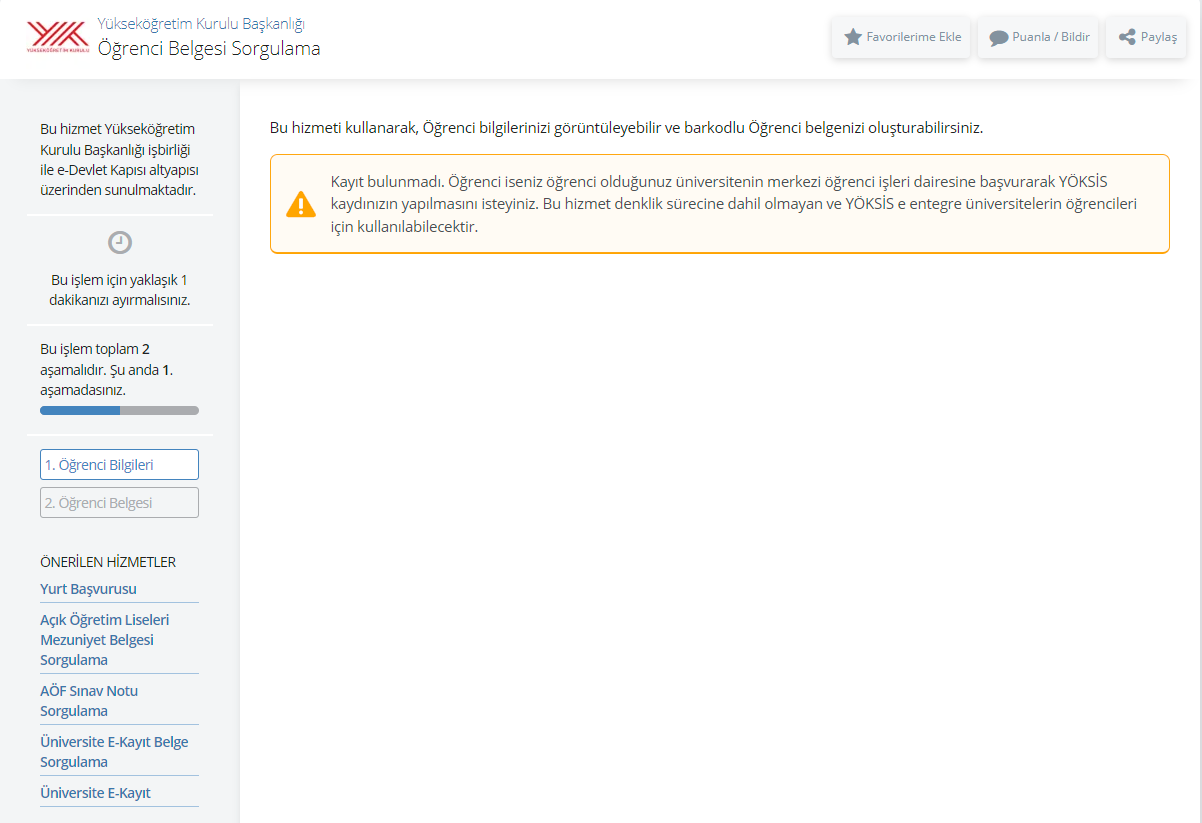 Yükseköğretim Kurulu Başkanlığı
Öğrenci Belgesi Sorgulama
YÜKSEKÖĞRETİM KURULU
Favorilerime Ekle
Puanla / Bildir
Paylaş
Bu hizmet Yükseköğretim
Kurulu Başkanlığı işbirliği
ile e-Devlet Kapısı altyapısı
üzerinden sunulmaktadır.
Bu işlem için yaklaşık 1
dakikanızı ayırmalısınız.
Bu işlem toplam 2
aşamalıdır. Şu anda 1.
aşamadasınız.
1. Öğrenci Bilgileri
2. Öğrenci Belgesi
ÖNERİLEN HİZMETLER
Yurt Başvurusu
Açık Öğretim Liseleri
Mezuniyet Belgesi
Sorgulama
AÖF Sınav Notu
Sorgulama
Üniversite E-Kayıt Belge
Sorgulama
Üniversite E-Kayıt
Bu hizmeti kullanarak, Öğrenci bilgilerinizi görüntüleyebilir ve barkodlu Öğrenci belgenizi oluşturabilirsiniz.
Kayıt bulunmadı. Öğrenci iseniz öğrenci olduğunuz üniversitenin merkezi öğrenci işleri dairesine başvurarak YÖKSİS
kaydınızın yapılmasını isteyiniz. Bu hizmet denklik sürecine dahil olmayan ve YÖKSİS e entegre üniversitelerin öğrencileri
için kullanılabilecektir.